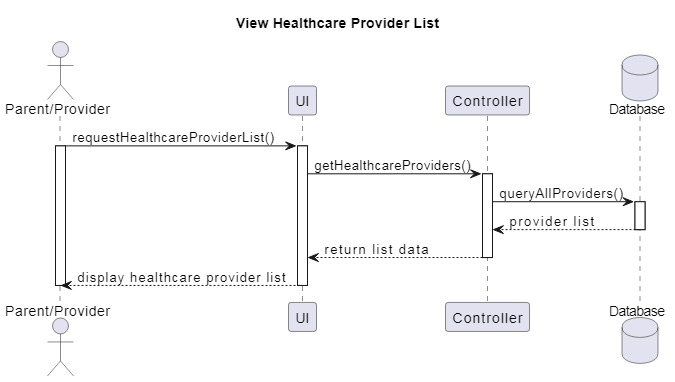 View Healthcare Provider List
Parent/Provider
UI
Controller
Database
requestHealthcareProviderList()
getHealthcareProviders()
queryAllProviders()
provider list
return list data
display healthcare provider list
Parent/Provider
UI
Controller
Database